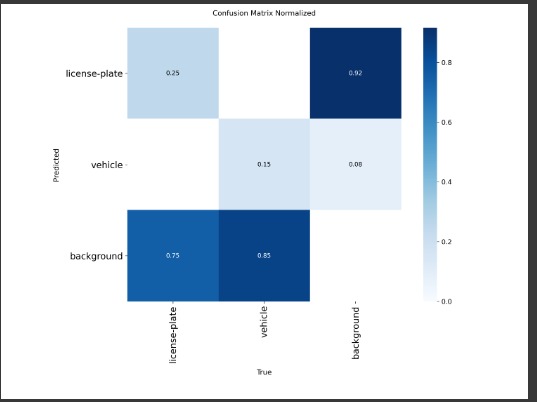 Confusion Matrix Normalized
license-plate
0.25
0.92
vehicle
0.15
0.08
background
0.75
0.85
Predicted
license-plate
vehicle
background
True
0.8
0.6
0.4
0.2
0.0